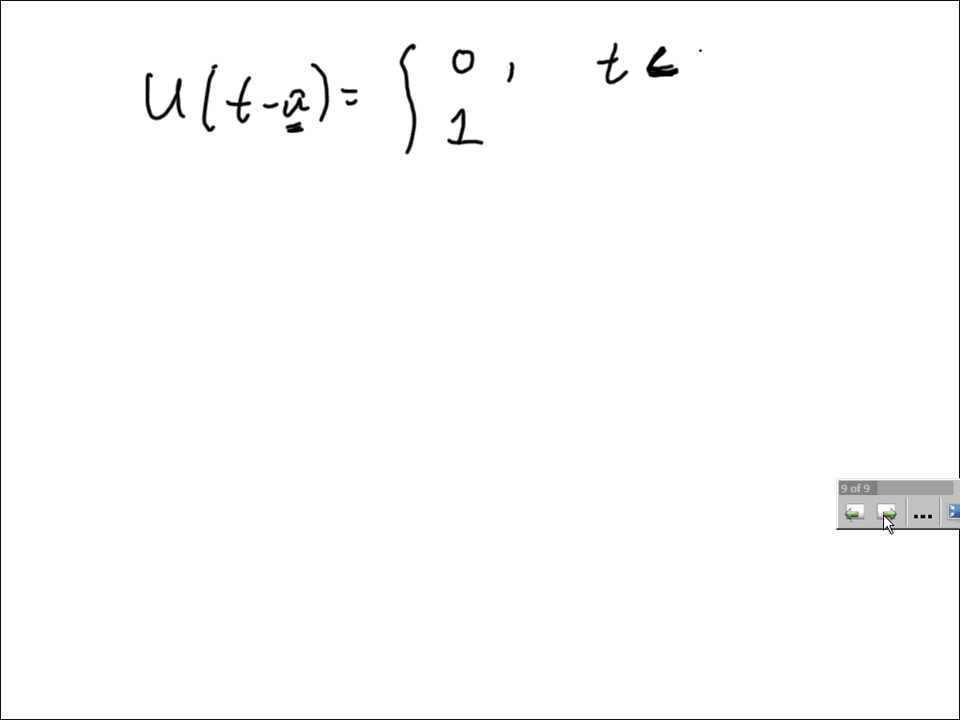 U(t-a)= { 0, t <
1
9 of 9
...